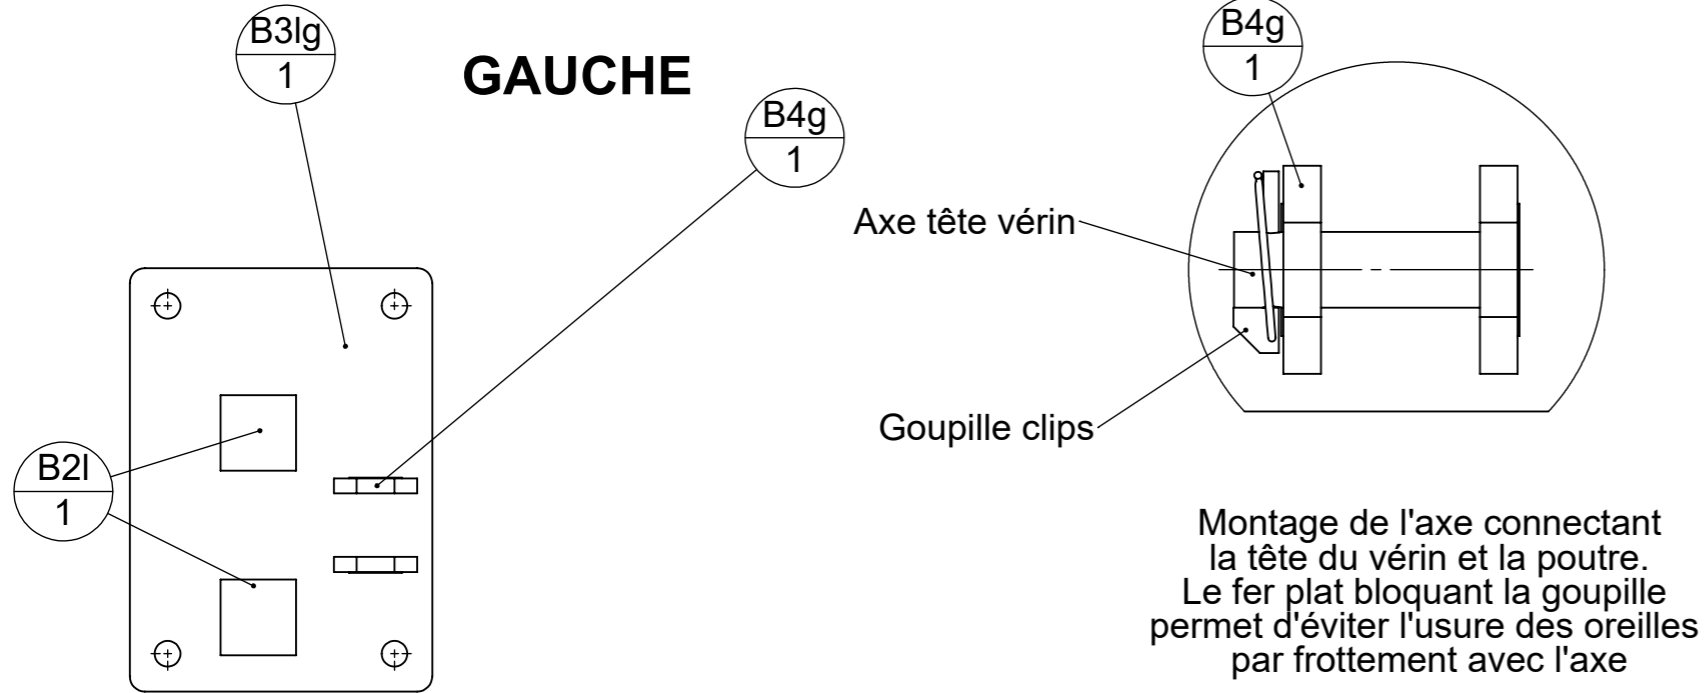 B3lg
1
GAUCHE
B4g
1
B2l
1
B4g
1
Axe tête vérin
Goupille clips
Montage de l'axe connectant
la tête du vérin et la poutre.
Le fer plat bloquant la goupille
permet d'éviter l'usure des oreilles
par frottement avec l'axe